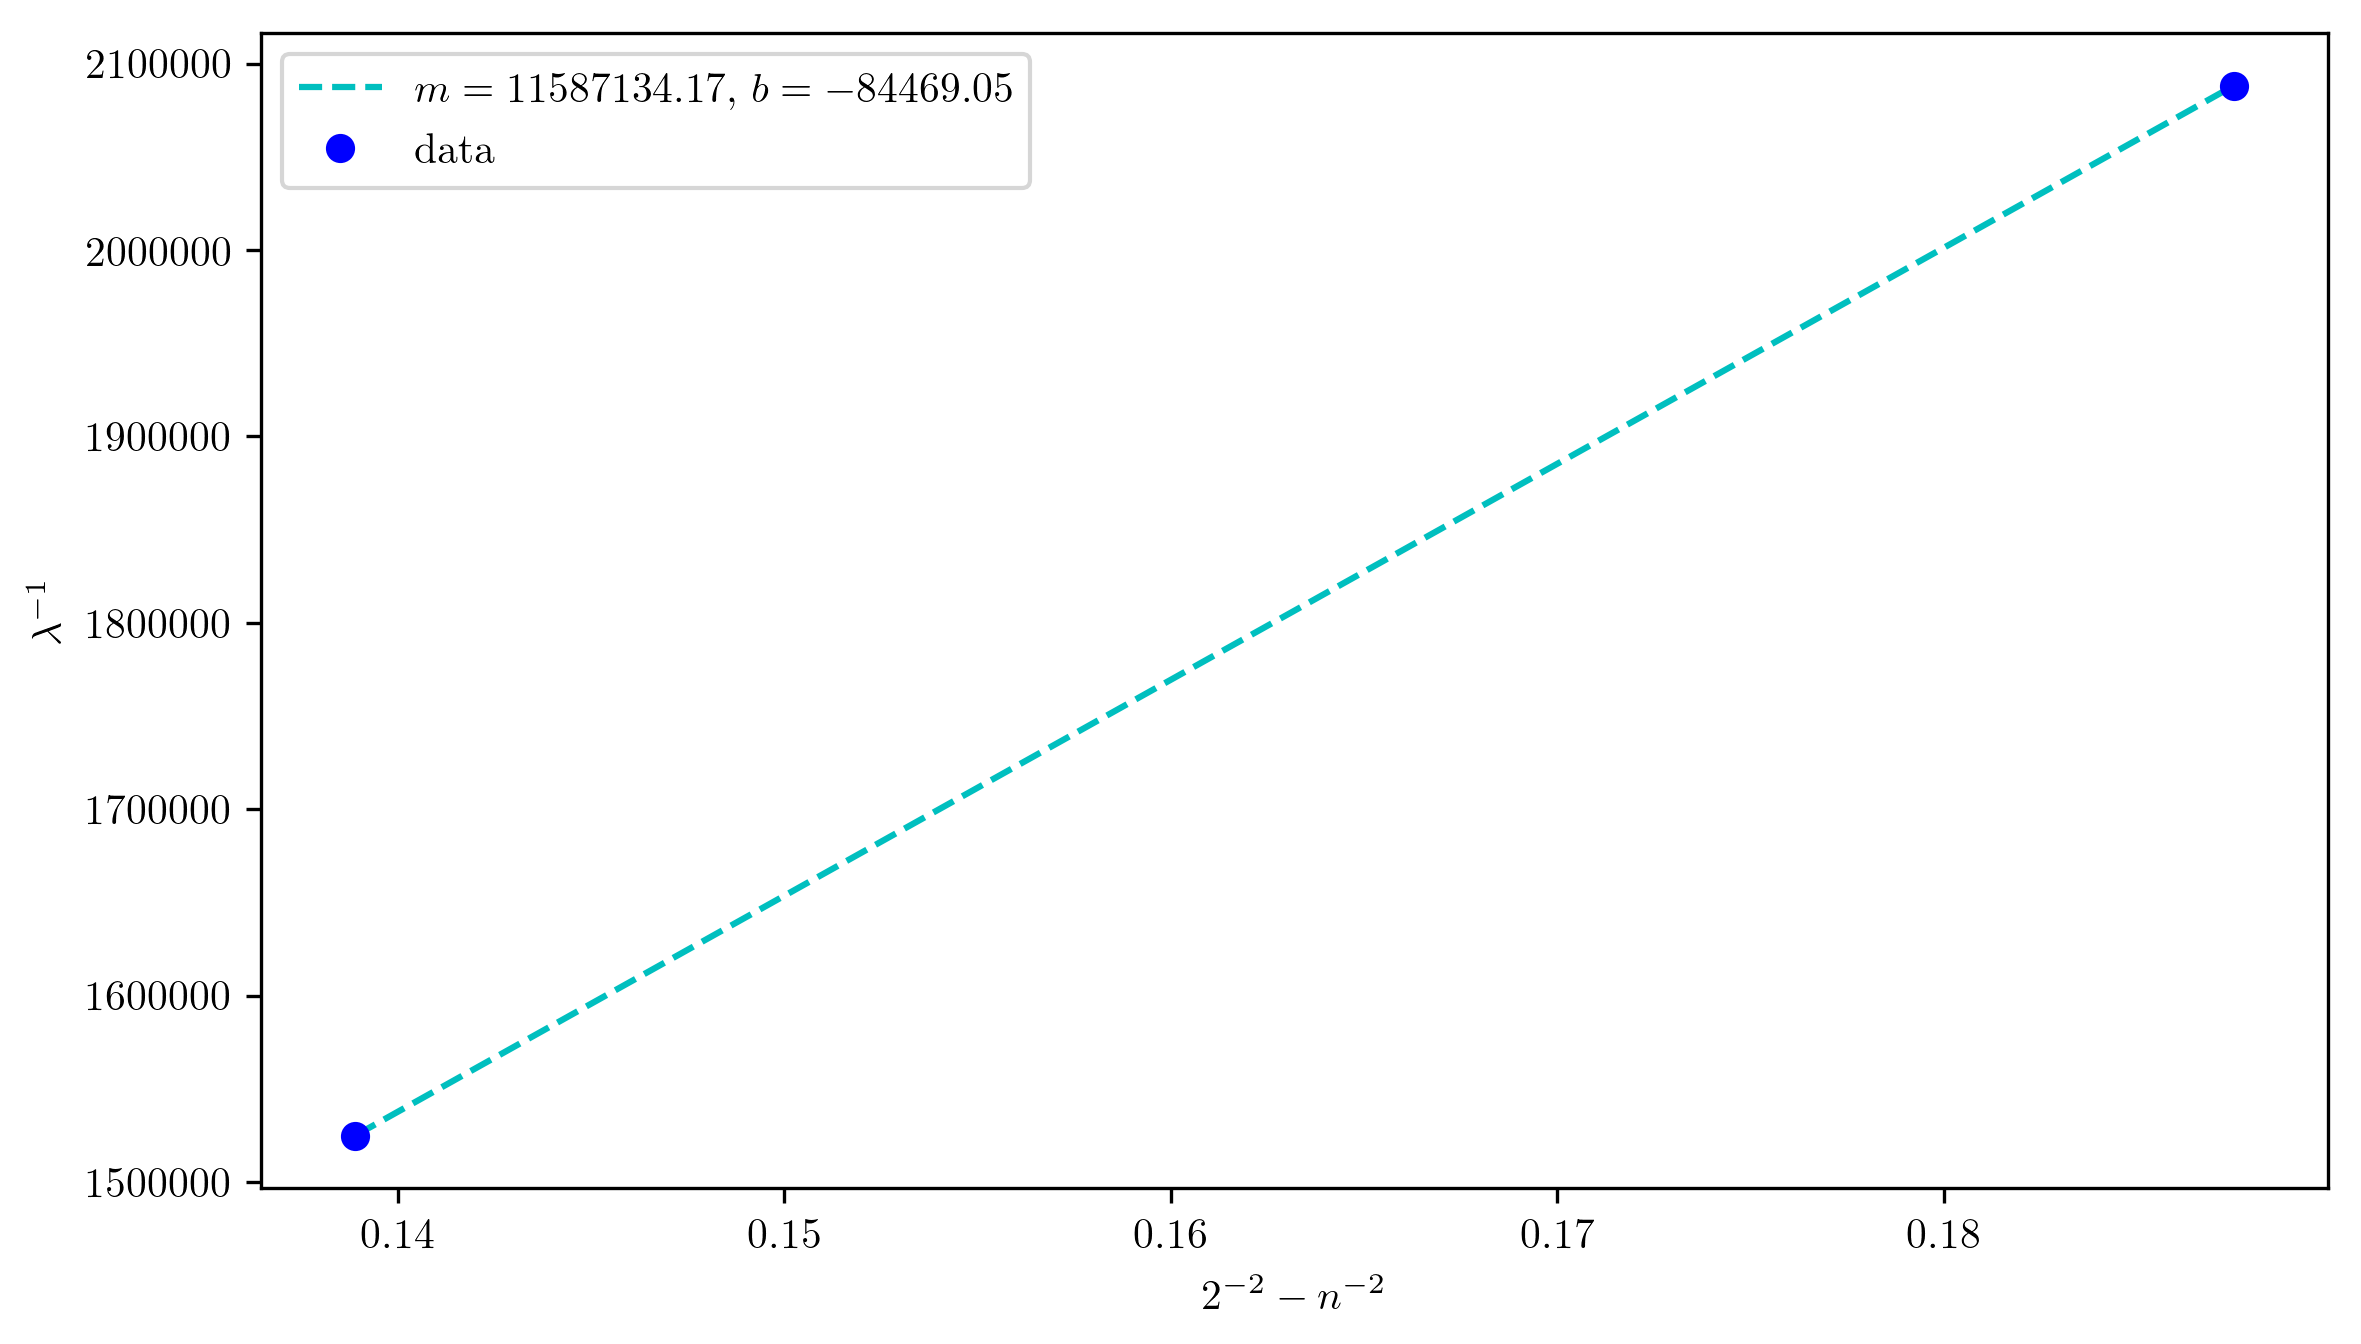 2100000
2000000
1900000
1800000
1700000
1600000
1500000
λ⁻¹
m = 11587134.17, b = −84469.05
data
0.14 0.15 0.16 0.17 0.18
2⁻² − n⁻²